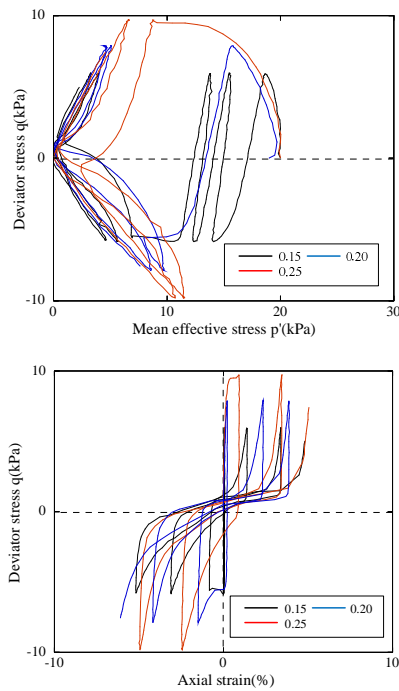 10
Deviator stress q(kPa)
0
-10
0.15 0.20
0.25
0 10 20 30
Mean effective stress p'(kPa)
10
Deviator stress q(kPa)
0
-10
0.15 0.20
0.25
-10 0 10
Axial strain(%)